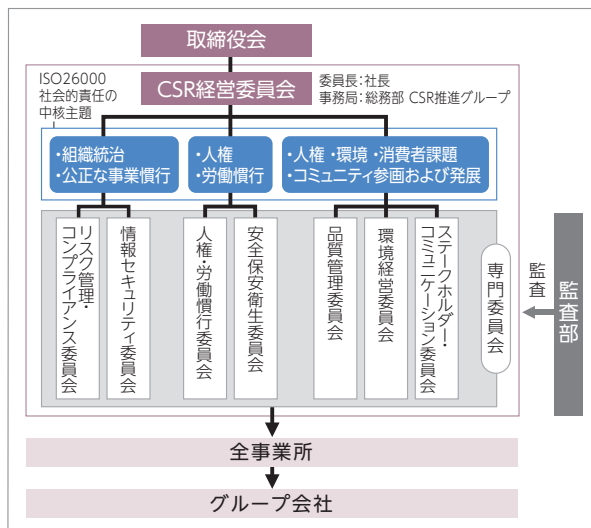 取締役会
ISO26000
社会的責任の
中核主題
CSR経営委員会
委員長：社長
事務局：総務部 CSR推進グループ
・組織統治
・公正な事業慣行
・人権
・労働慣行
・人権・環境・消費者課題
・コミュニティ参画および発展
リスク管理・
コンプライアンス委員会
情報セキュリティ委員会
人権・労働慣行委員会
安全保安衛生委員会
品質管理委員会
環境経営委員会
ステークホルダー・
コミュニケーション委員会
専門委員会
監査
監査部
全事業所
グループ会社